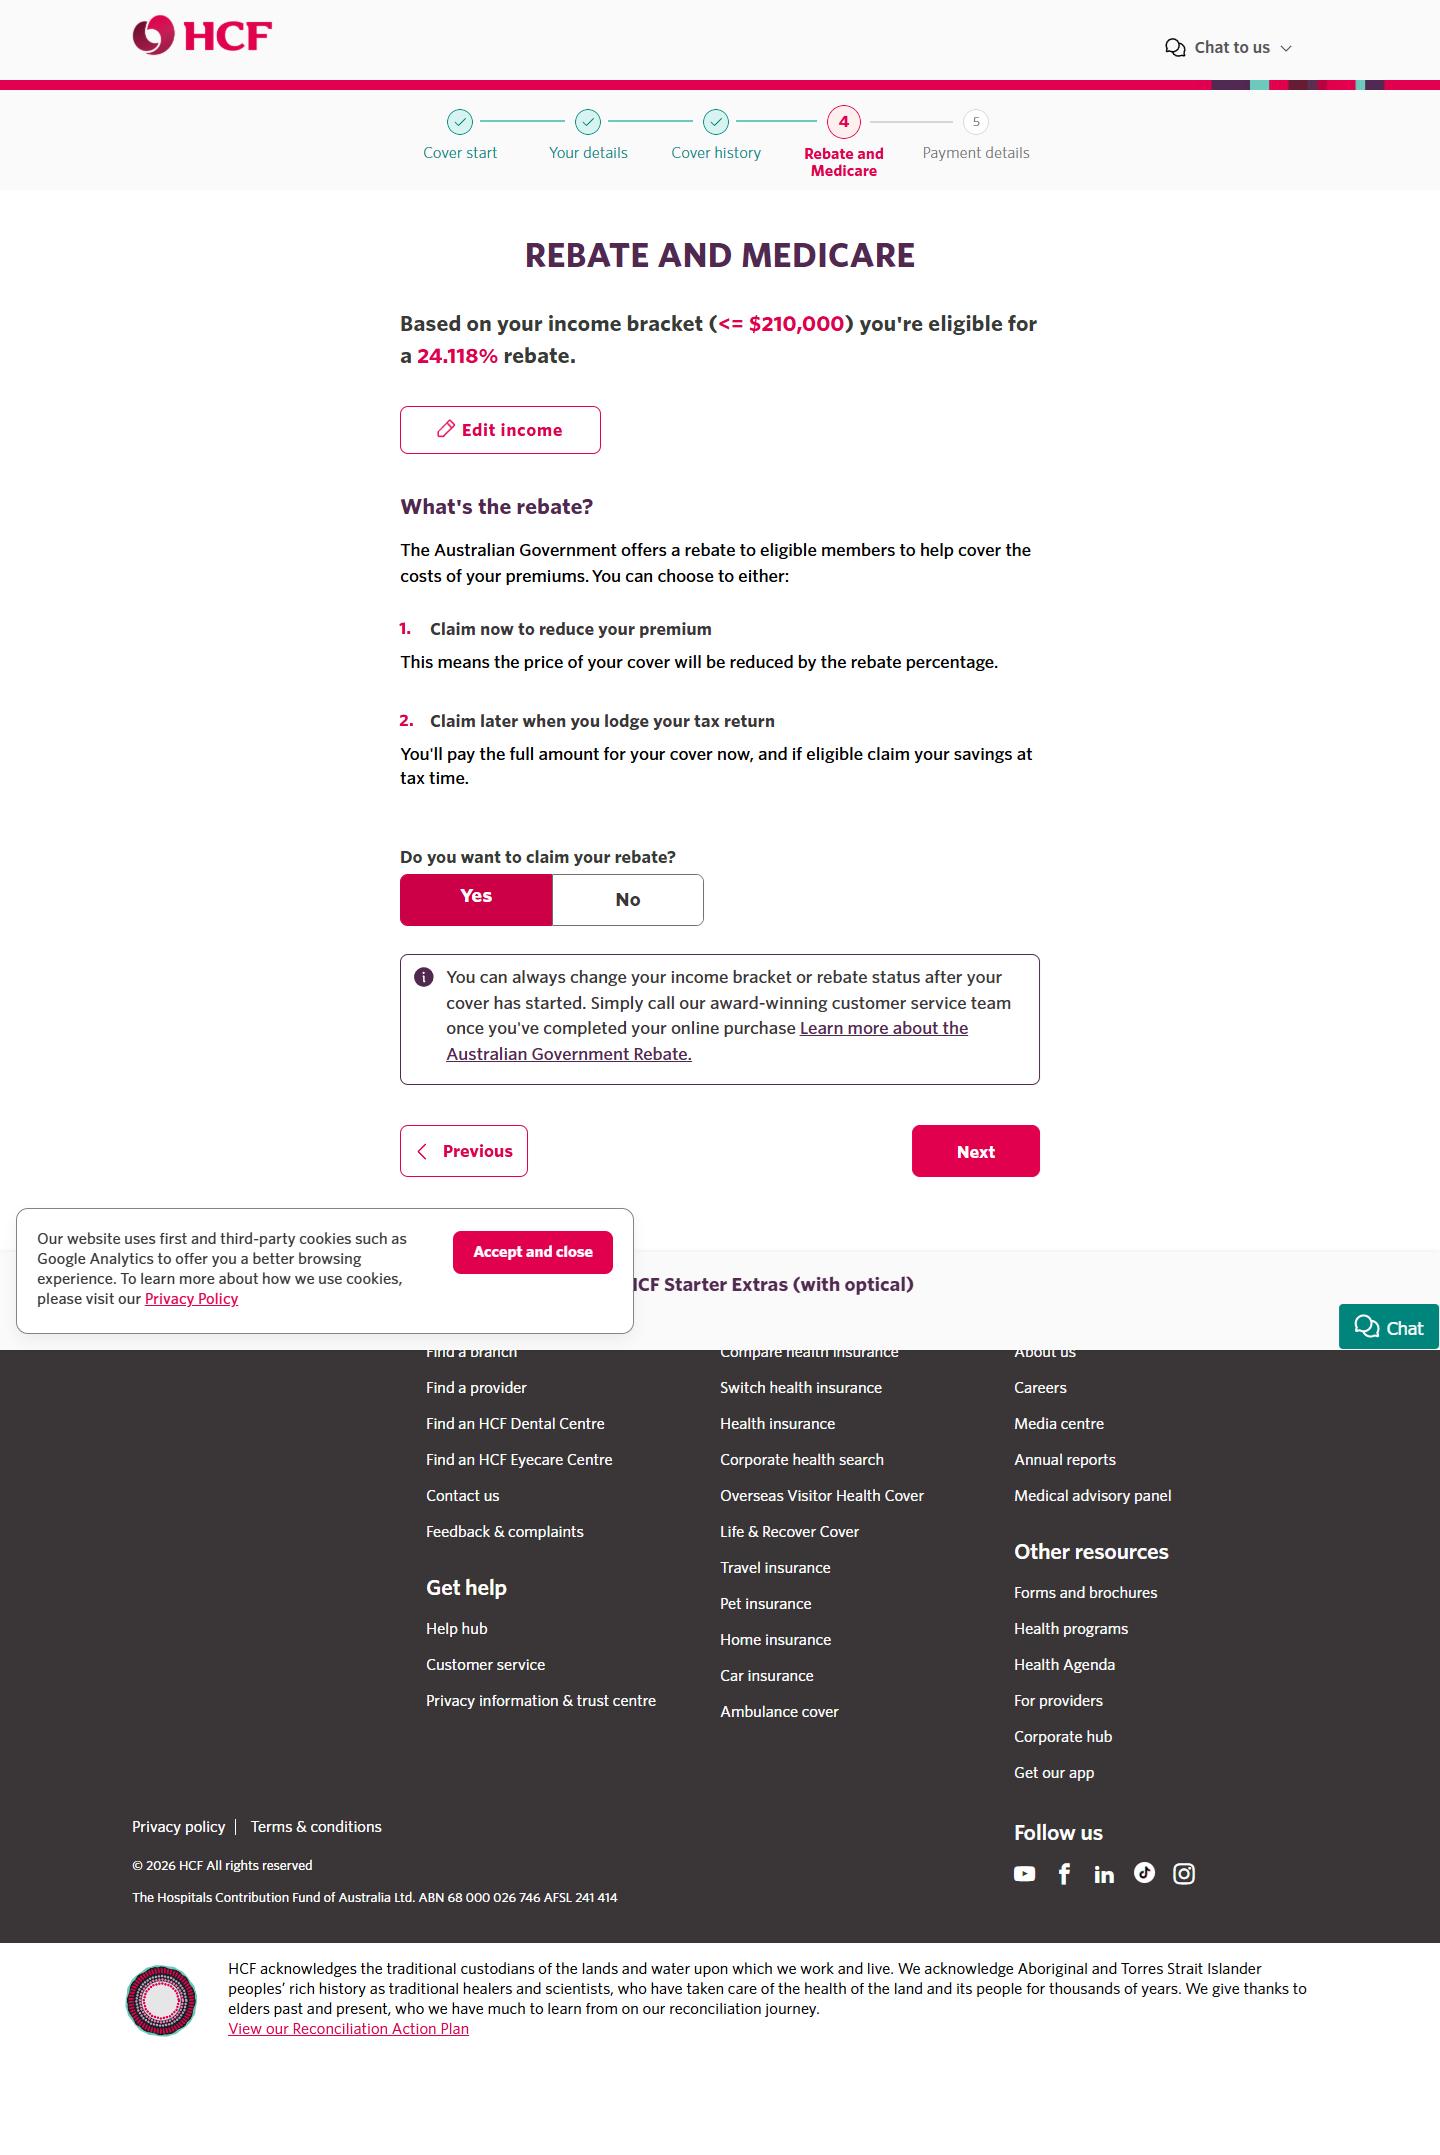 HCF
Chat to us
4
5
Cover start
Your details
Cover history
Rebate and
Medicare
Payment details
REBATE AND MEDICARE
Based on your income bracket (<= $210,000) you're eligible for
a 24.118% rebate.
Edit income
What's the rebate?
The Australian Government offers a rebate to eligible members to help cover the
costs of your premiums. You can choose to either:
1. Claim now to reduce your premium
This means the price of your cover will be reduced by the rebate percentage.
2. Claim later when you lodge your tax return
You'll pay the full amount for your cover now, and if eligible claim your savings at
tax time.
Do you want to claim your rebate?
Yes
No
You can always change your income bracket or rebate status after your
cover has started. Simply call our award-winning customer service team
once you've completed your online purchase Learn more about the
Australian Government Rebate.
Previous
Next
Our website uses first and third-party cookies such as
Google Analytics to offer you a better browsing
experience. To learn more about how we use cookies,
please visit our Privacy Policy
Accept and close
HCF Starter Extras (with optical)
Chat
Find a branch
Find a provider
Find an HCF Dental Centre
Find an HCF Eyecare Centre
Contact us
Feedback & complaints
Get help
Help hub
Customer service
Privacy information & trust centre
Compare health insurance
Switch health insurance
Health insurance
Corporate health search
Overseas Visitor Health Cover
Life & Recover Cover
Travel insurance
Pet insurance
Home insurance
Car insurance
Ambulance cover
About us
Careers
Media centre
Annual reports
Medical advisory panel
Other resources
Forms and brochures
Health programs
Health Agenda
For providers
Corporate hub
Get our app
Follow us
Privacy policy | Terms & conditions
© 2026 HCF All rights reserved
The Hospitals Contribution Fund of Australia Ltd. ABN 68 000 026 746 AFSL 241 414
HCF acknowledges the traditional custodians of the lands and water upon which we work and live. We acknowledge Aboriginal and Torres Strait Islander
peoples’ rich history as traditional healers and scientists, who have taken care of the health of the land and its people for thousands of years. We give thanks to
elders past and present, who we have much to learn from on our reconciliation journey.
View our Reconciliation Action Plan